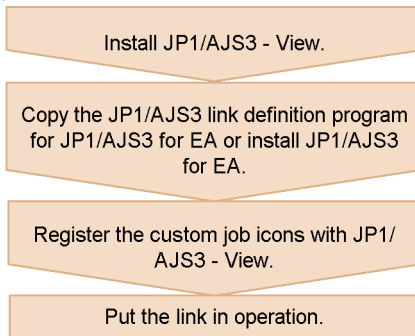 Install JP1/AJS3 - View.
Copy the JP1/AJS3 link definition program
for JP1/AJS3 for EA or install JP1/AJS3
for EA.
Register the custom job icons with JP1/
AJS3 - View.
Put the link in operation.